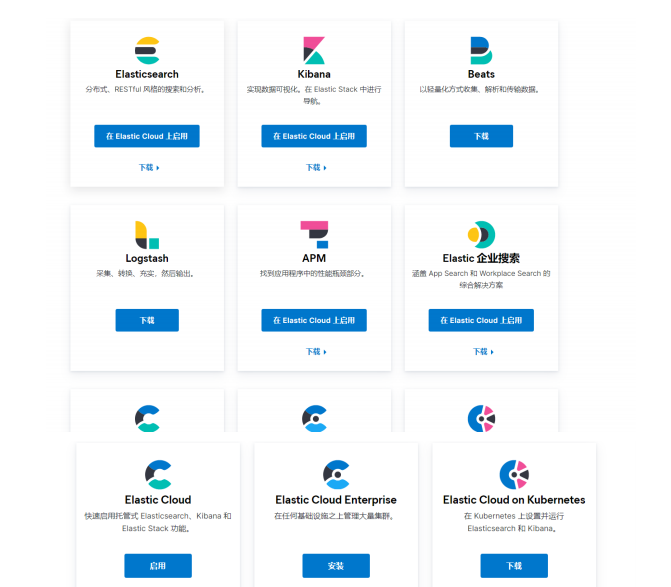 Elasticsearch
分布式、RESTful 风格的搜索和分析。
在 Elastic Cloud 上启用
下载
Kibana
实现数据可视化。在 Elastic Stack 中进行
导航。
在 Elastic Cloud 上启用
下载
Beats
以轻量化方式收集、解析和传输数据。
下载
Logstash
采集、转换、充实，然后输出。
下载
APM
找到应用程序中的性能瓶颈部分。
在 Elastic Cloud 上启用
下载
Elastic 企业搜索
涵盖 App Search 和 Workplace Search 的
综合解决方案
在 Elastic Cloud 上启用
下载
Elastic Cloud
快速启用托管式 Elasticsearch、Kibana 和
Elastic Stack 功能。
启用
Elastic Cloud Enterprise
在任何基础设施之上管理大量集群。
安装
Elastic Cloud on Kubernetes
在 Kubernetes 上设置并运行
Elasticsearch 和 Kibana。
下载